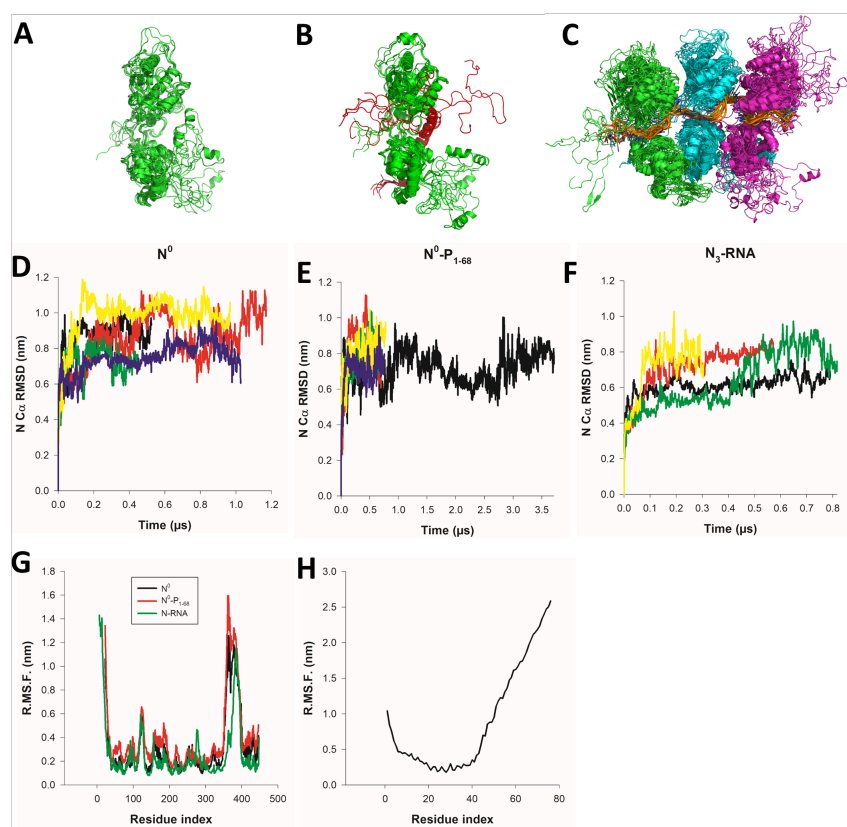 A
B
C
D
N⁰
N Cα RMSD (nm)
1.2
1.0
0.8
0.6
0.4
0.2
0.0
0.0 0.2 0.4 0.6 0.8 1.0 1.2
Time (µs)
E
N⁰-P₁₋₆₈
N Cα RMSD (nm)
1.2
1.0
0.8
0.6
0.4
0.2
0.0
0.0 0.5 1.0 1.5 2.0 2.5 3.0 3.5
Time (µs)
F
N₃-RNA
N Cα RMSD (nm)
1.2
1.0
0.8
0.6
0.4
0.2
0.0
0.0 0.1 0.2 0.3 0.4 0.5 0.6 0.7 0.8
Time (µs)
G
R.M.S.F. (nm)
1.8
1.6
1.4
1.2
1.0
0.8
0.6
0.4
0.2
0.0
N⁰
N⁰-P₁₋₆₈
N-RNA
0 100 200 300 400 500
Residue index
H
R.MS.F. (nm)
3.0
2.5
2.0
1.5
1.0
0.5
0.0
0 20 40 60 80
Residue index